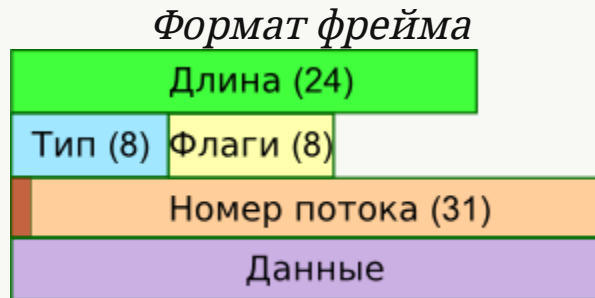 Формат фрейма
Длина (24)
Тип (8) Флаги (8)
Номер потока (31)
Данные